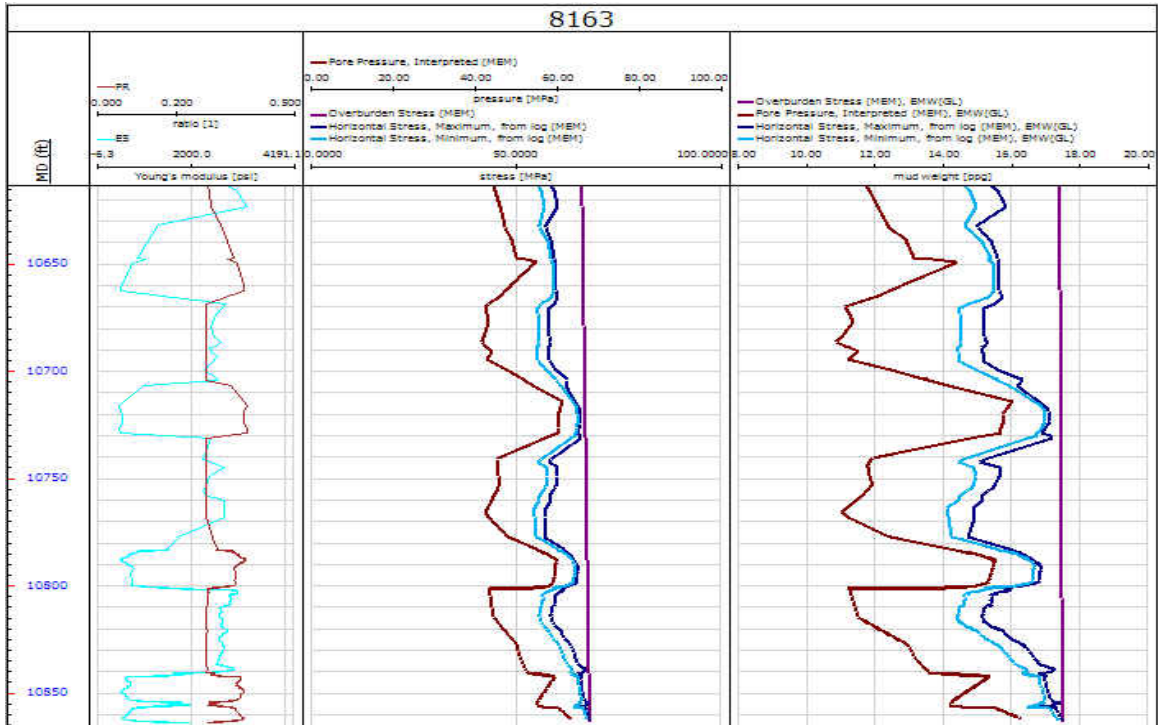 8163
Pore Pressure, Interpreted (MEM)
0.00 20.00 40.00 60.00 80.00 100.00
pressure [MPa]
PR
0.000 0.200 0.500
ratio [1]
ES
-6.3 2000.0 4191.1
Young's modulus [psi]
Overburden Stress (MEM)
Horizontal Stress, Maximum, from log (MEM)
Horizontal Stress, Minimum, from log (MEM)
0.0000 50.0000 100.0000
stress [MPa]
Overburden Stress (MEM), EMW(GL)
Pore Pressure, Interpreted (MEM), EMW(GL)
Horizontal Stress, Maximum, from log (MEM), EMW(GL)
Horizontal Stress, Minimum, from log (MEM), EMW(GL)
8.00 10.00 12.00 14.00 16.00 18.00 20.00
mud weight [ppg]
MD (ft)
10650
10700
10750
10800
10850